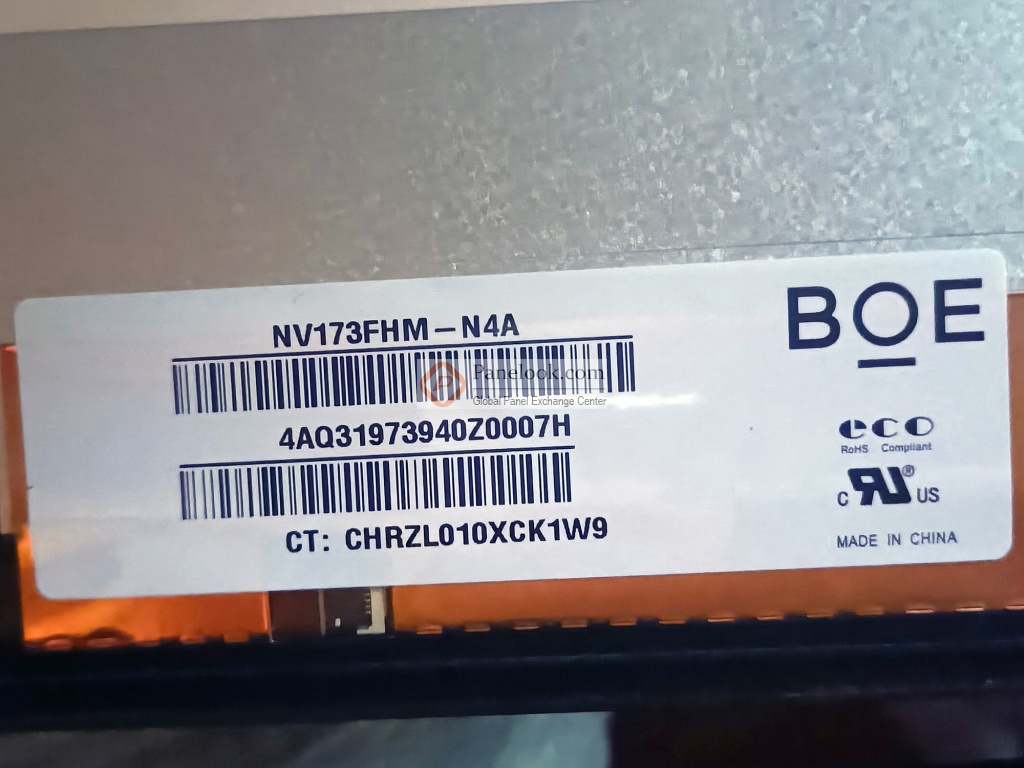 NV173FHM-N4A
BOE
Panelook.com
Global Panel Exchange Center
4AQ31973940Z0007H
eco
RoHS Compliant
CT: CHRZL010XCK1W9
C RU® US
MADE IN CHINA